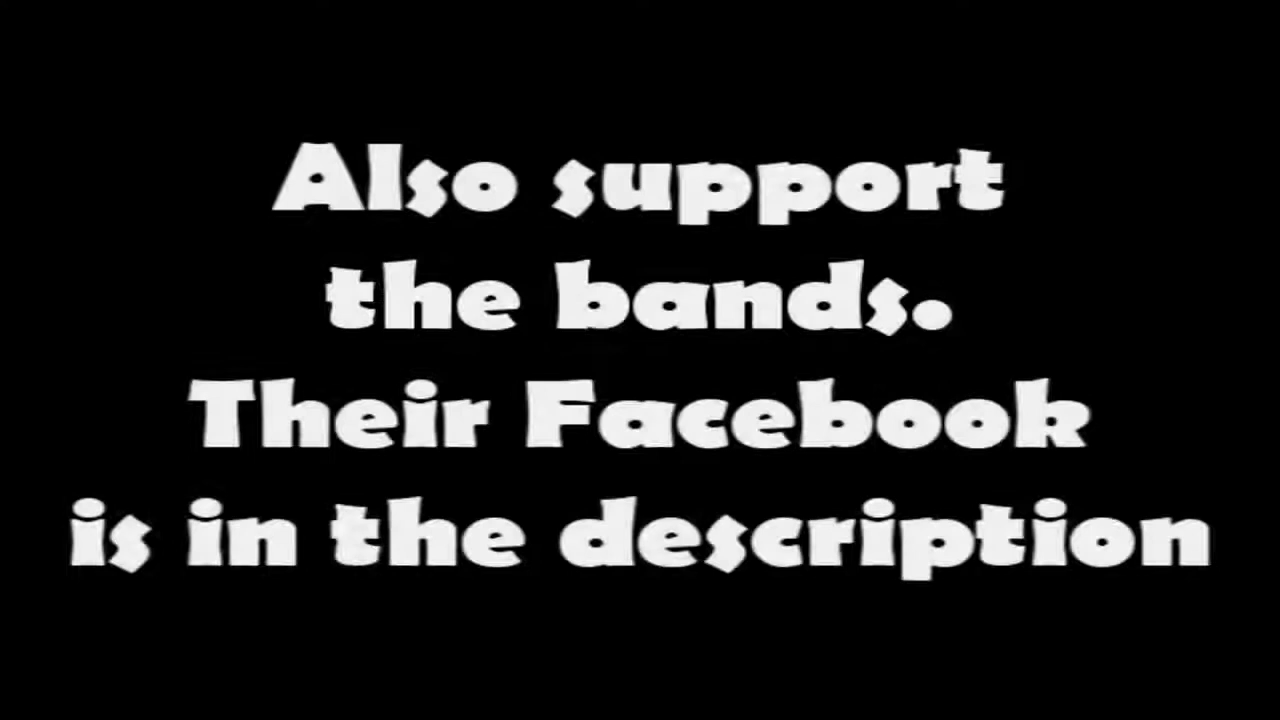 Also support
the bands.
Their Facebook
is in the description